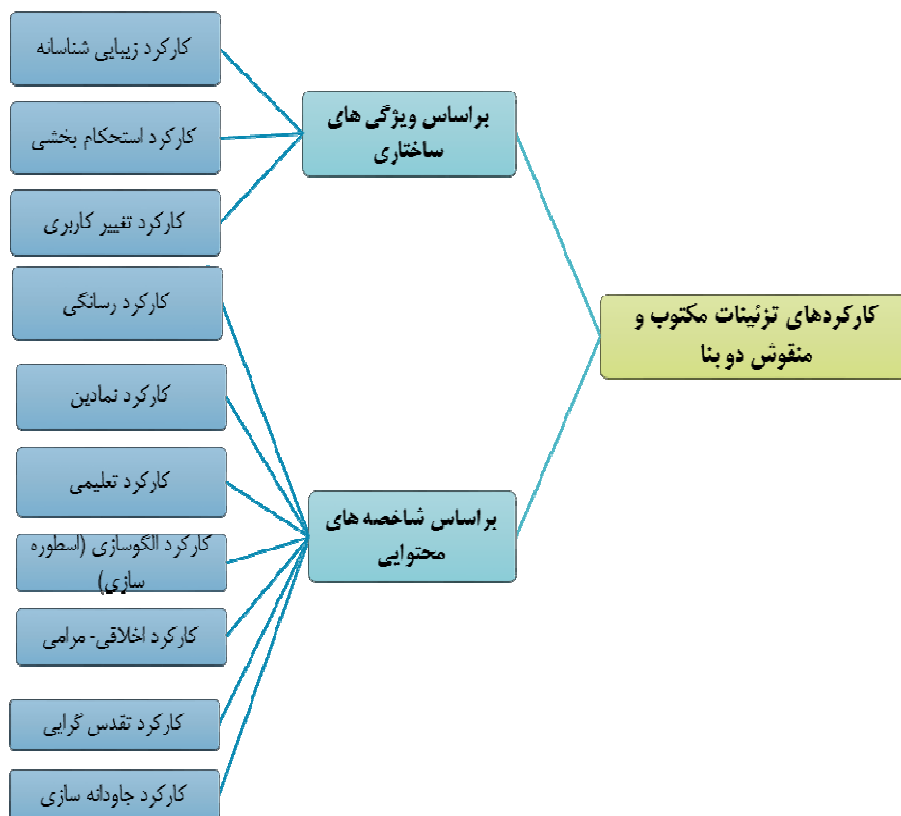 کارکردهای تزئینات مکتوب و
منقوش دو بنا
براساس ویژگی های
ساختاری
کارکرد زیبایی شناسانه
کارکرد استحکام بخشی
کارکرد تغییر کاربری
براساس شاخصه های
محتوایی
کارکرد رسانگی
کارکرد نمادین
کارکرد تعلیمی
کارکرد الگوسازی (اسطوره
سازی)
کارکرد اخلاقی- مرامی
کارکرد تقدس گرایی
کارکرد جاودانه سازی